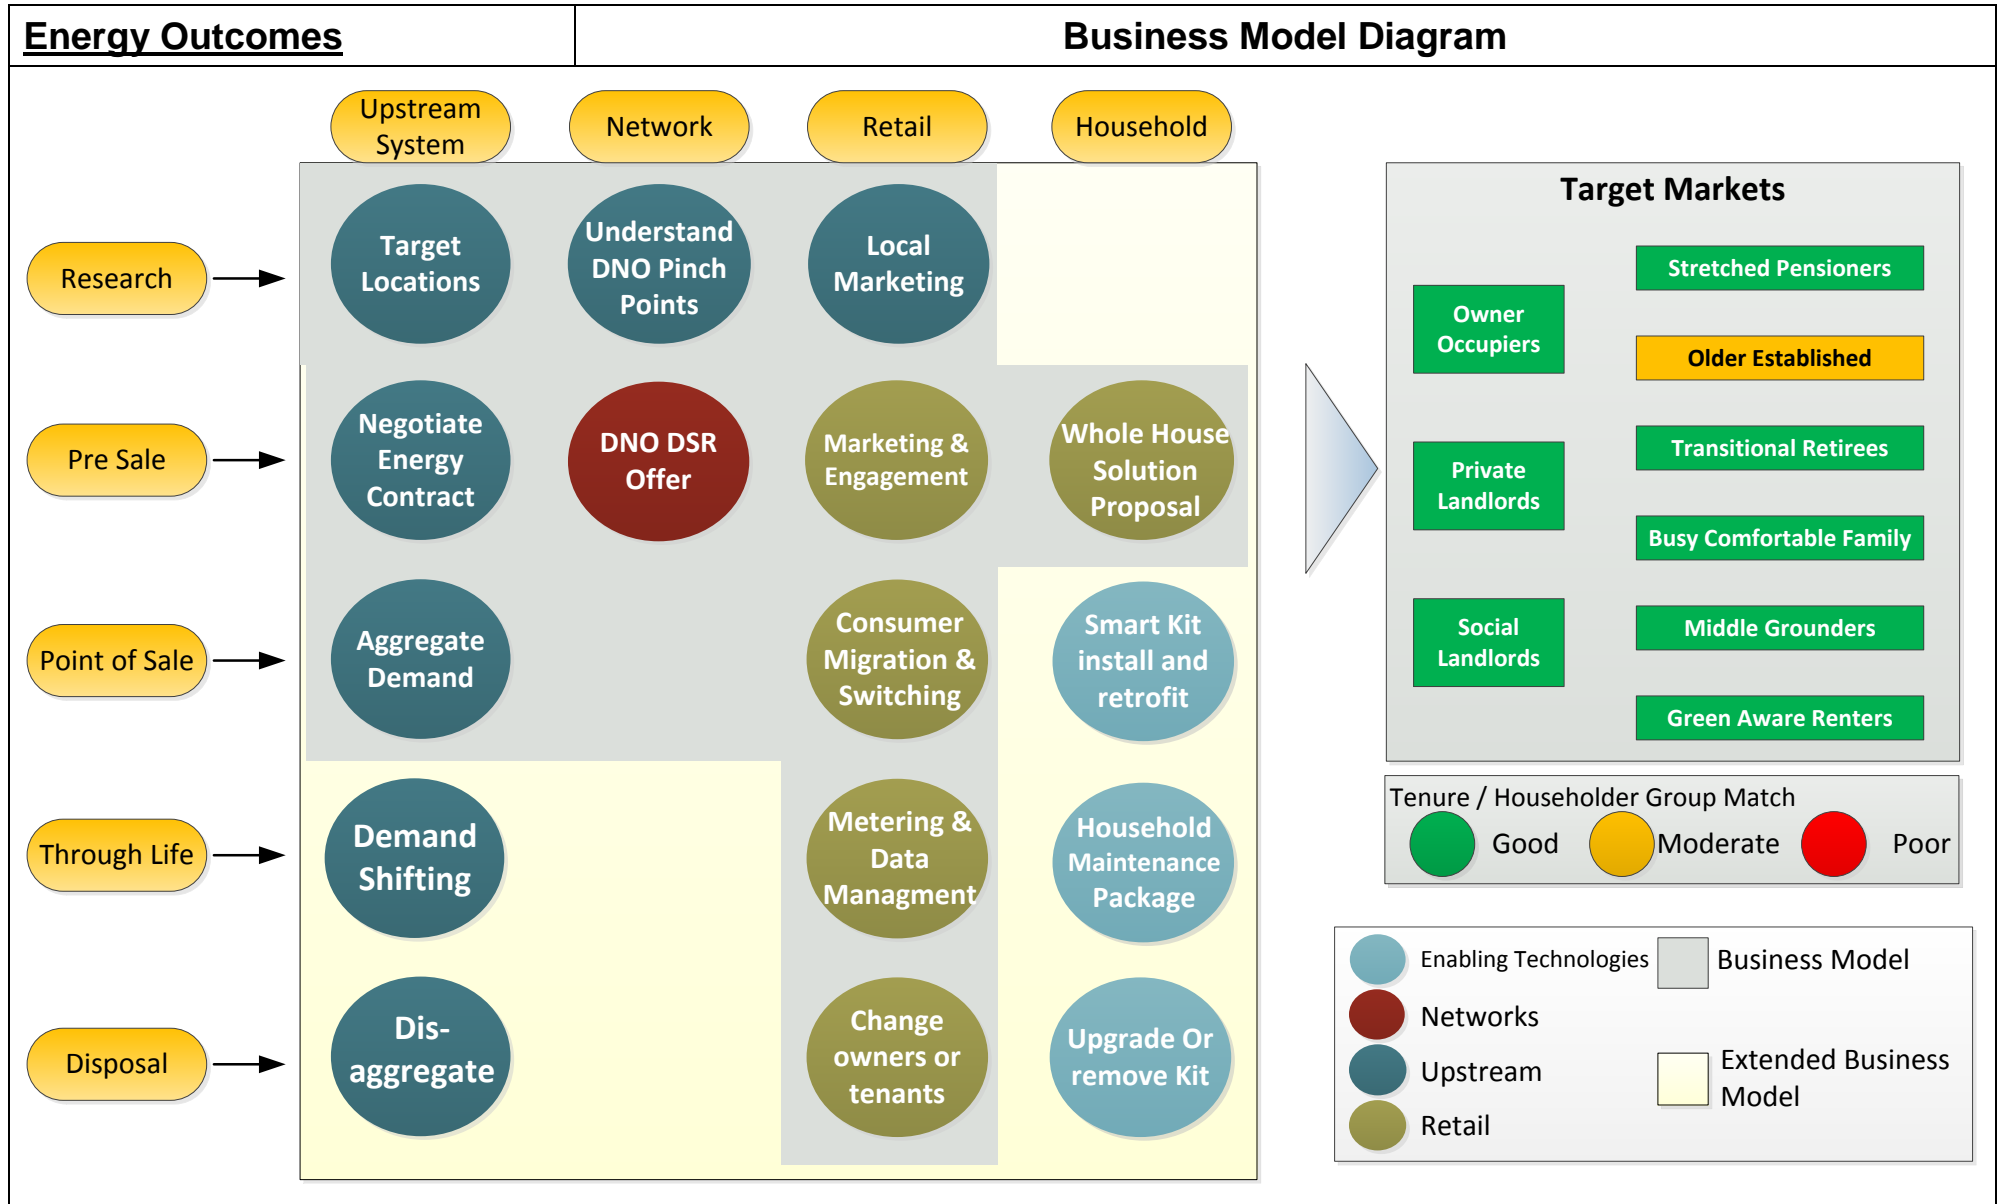 Energy Outcomes
Business Model Diagram
Upstream
System
Network
Retail
Household
Research
Target
Locations
Understand
DNO Pinch
Points
Local
Marketing
Pre Sale
Negotiate
Energy
Contract
DNO DSR
Offer
Marketing &
Engagement
Whole House
Solution
Proposal
Point of Sale
Aggregate
Demand
Consumer
Migration &
Switching
Smart Kit
install and
retrofit
Through Life
Demand
Shifting
Metering &
Data
Managment
Household
Maintenance
Package
Disposal
Dis-
aggregate
Change
owners or
tenants
Upgrade Or
remove Kit
Target Markets
Owner
Occupiers
Private
Landlords
Social
Landlords
Stretched Pensioners
Older Established
Transitional Retirees
Busy Comfortable Family
Middle Grounders
Green Aware Renters
Tenure / Householder Group Match
Good
Moderate
Poor
Enabling Technologies
Networks
Upstream
Retail
Business Model
Extended Business
Model